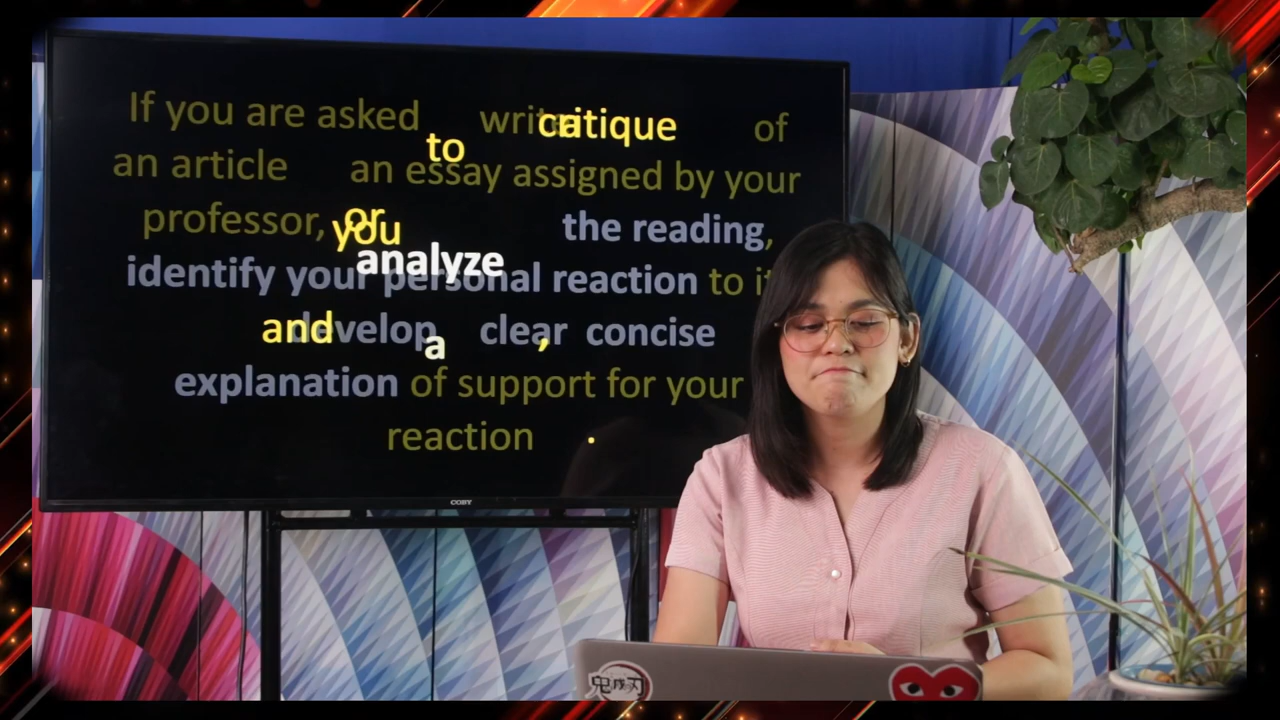 If you are asked to write a critique of
an article or an essay assigned by your
professor, you analyze the reading,
identify your personal reaction to it
and develop a clear, concise
explanation of support for your
reaction
COBY